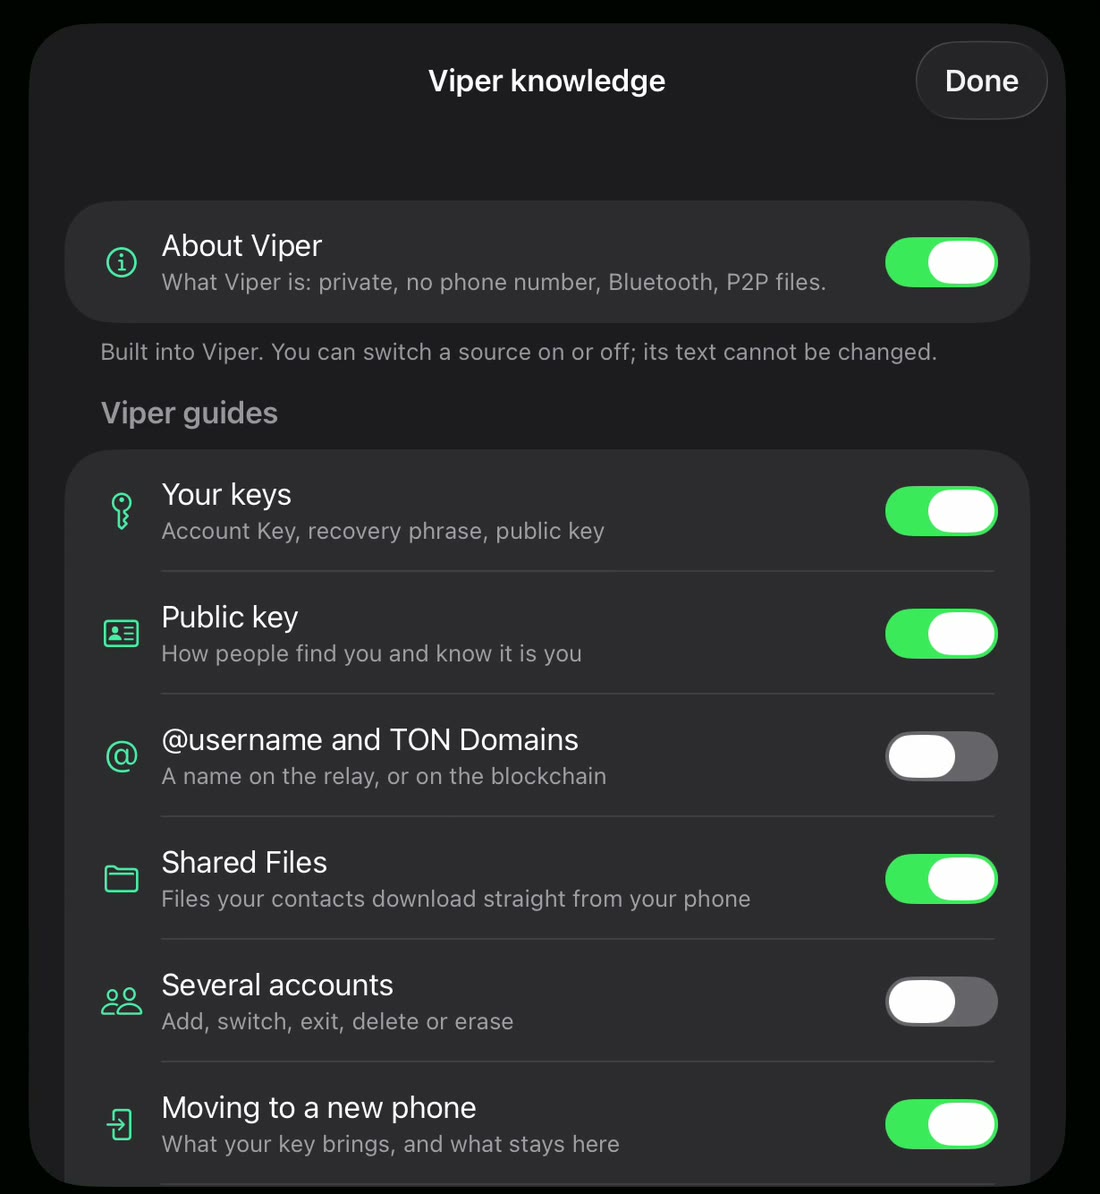 Viper knowledge
Done
About Viper
What Viper is: private, no phone number, Bluetooth, P2P files.
Built into Viper. You can switch a source on or off; its text cannot be changed.
Viper guides
Your keys
Account Key, recovery phrase, public key
Public key
How people find you and know it is you
@username and TON Domains
A name on the relay, or on the blockchain
Shared Files
Files your contacts download straight from your phone
Several accounts
Add, switch, exit, delete or erase
Moving to a new phone
What your key brings, and what stays here